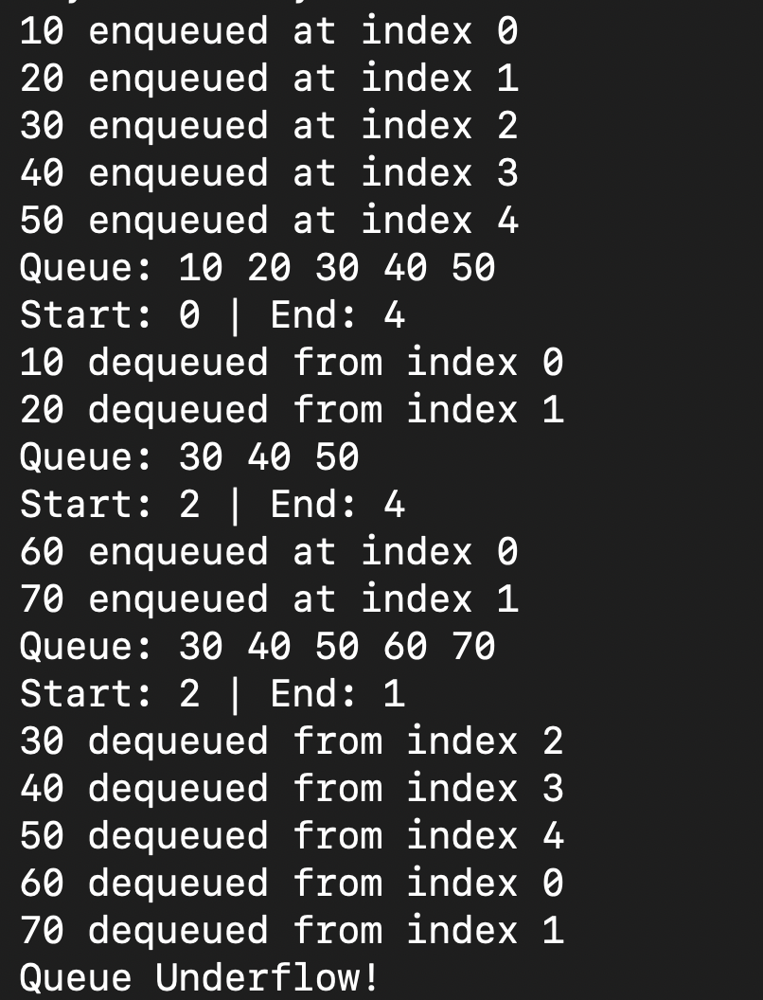 10 enqueued at index 0
20 enqueued at index 1
30 enqueued at index 2
40 enqueued at index 3
50 enqueued at index 4
Queue: 10 20 30 40 50
Start: 0 | End: 4
10 dequeued from index 0
20 dequeued from index 1
Queue: 30 40 50
Start: 2 | End: 4
60 enqueued at index 0
70 enqueued at index 1
Queue: 30 40 50 60 70
Start: 2 | End: 1
30 dequeued from index 2
40 dequeued from index 3
50 dequeued from index 4
60 dequeued from index 0
70 dequeued from index 1
Queue Underflow!